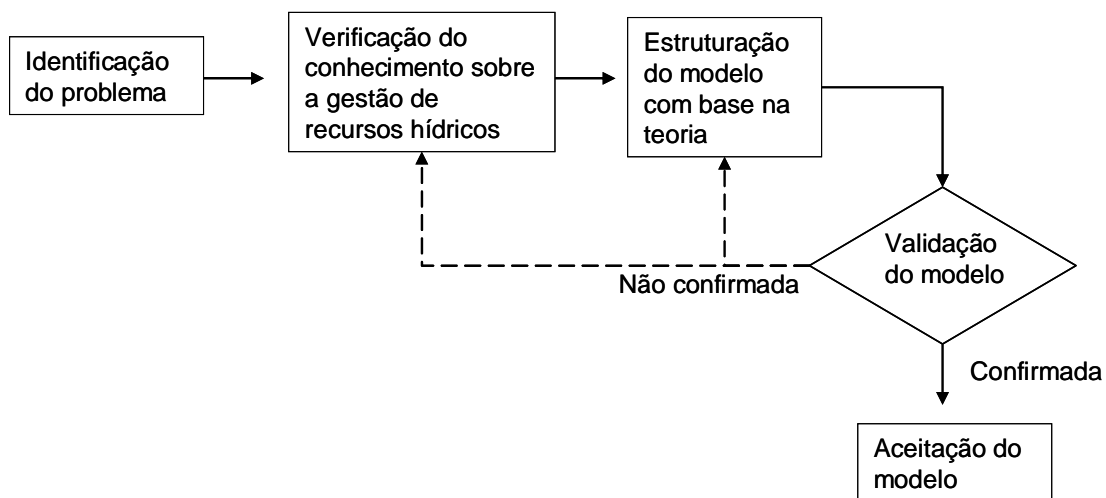 Identificação
do problema
Verificação do
conhecimento sobre
a gestão de
recursos hídricos
Estruturação
do modelo
com base na
teoria
Validação
do modelo
Não confirmada
Confirmada
Aceitação do
modelo